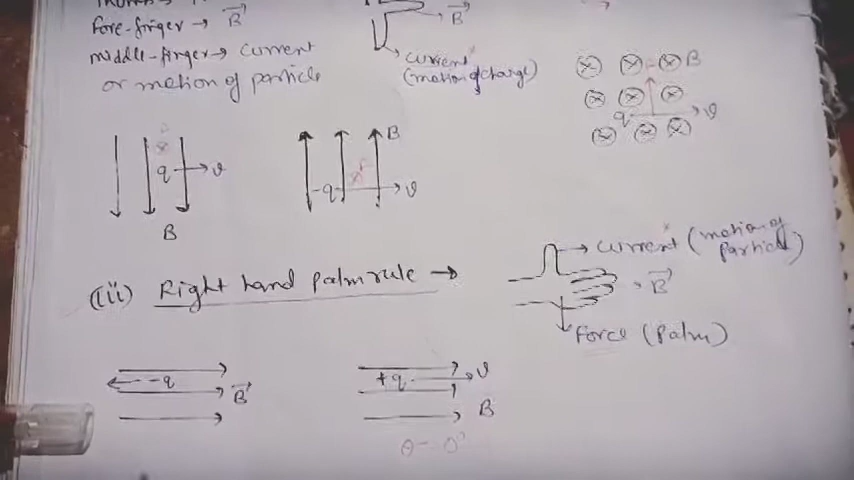 Fore-finger → B
middle-finger → current
or motion of particle
B
current
(motion of charge)
B
q
v
q
v
B
B
-q
v
(ii) Right hand palm rule →
current (motion of particle)
B
Force (Palm)
-q
B
+q
v
B
θ = 0°